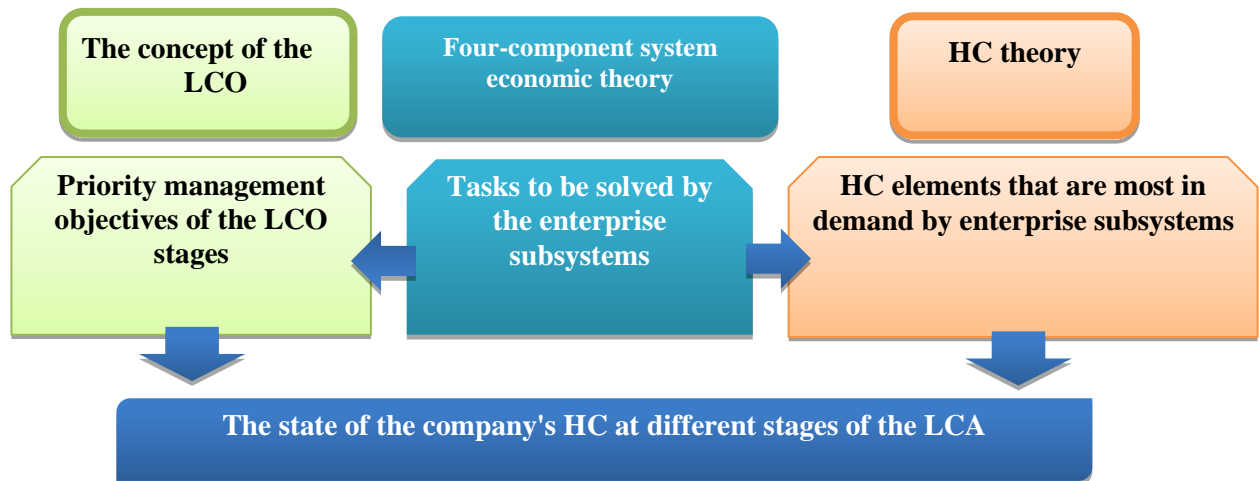 The concept of the
LCO
Four-component system
economic theory
HC theory
Priority management
objectives of the LCO
stages
Tasks to be solved by
the enterprise
subsystems
HC elements that are most in
demand by enterprise subsystems
The state of the company's HC at different stages of the LCA